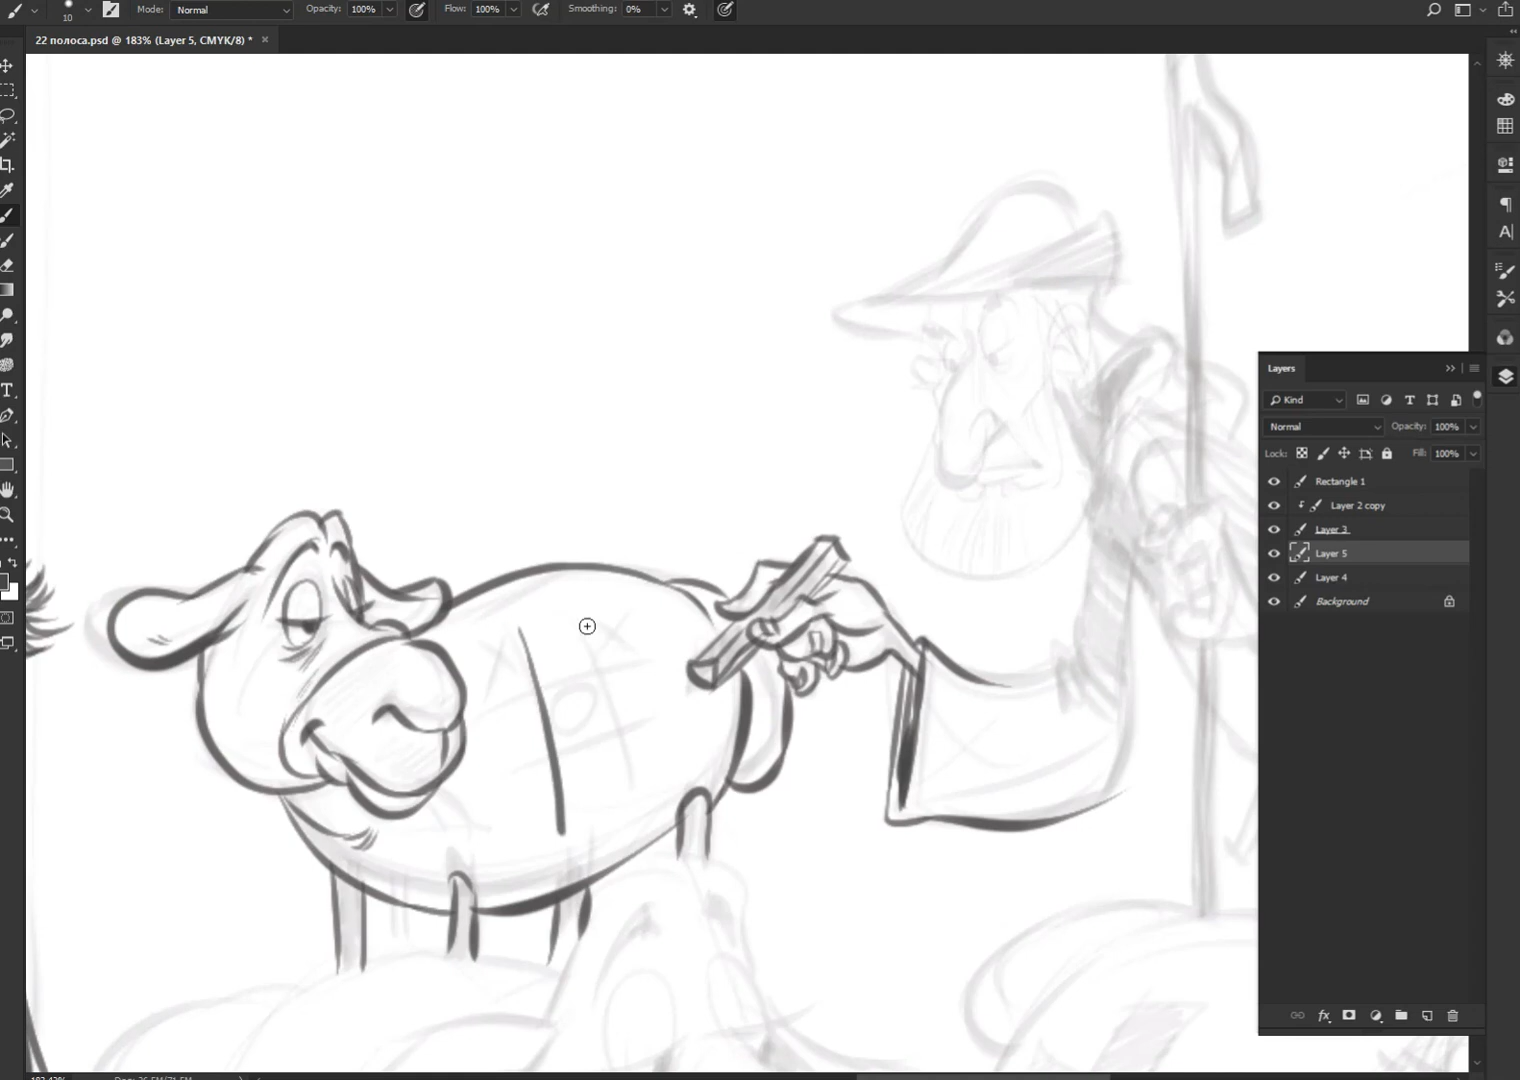 10 Mode: Normal Opacity: 100% Flow: 100% Smoothing: 0%
22 полоса.psd @ 183% (Layer 5, CMYK/8) * ×
Layers
Kind
Normal Opacity: 100%
Lock: Fill: 100%
Rectangle 1
Layer 2 copy
Layer 3
Layer 5
Layer 4
Background